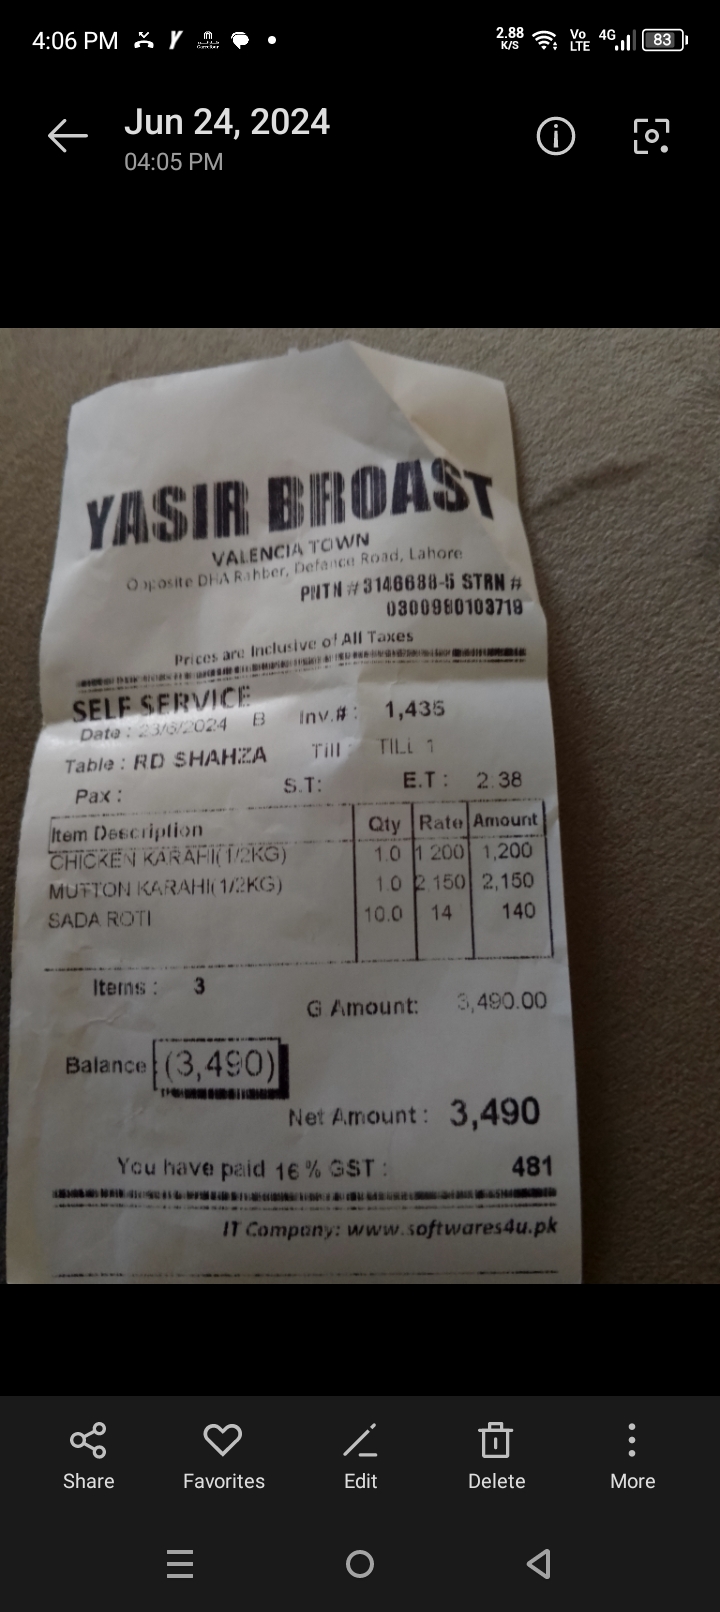 4:06 PM
2.88 K/S Vo LTE 4G 83
Jun 24, 2024
04:05 PM
YASIR BROAST
VALENCIA TOWN
Opposite DHA Rahber, Defance Road, Lahore
PNTN # 3146688-5 STRN #
0300980103719
Prices are Inclusive of All Taxes
SELF SERVICE
Date : 23/6/2024 B Inv.# : 1,435
Table : RD SHAHZA Till : TILL 1
Pax : S.T: E.T : 2:38
Item Description Qty Rate Amount
CHICKEN KARAHI(1/2KG) 1.0 1 200 1,200
MUTTON KARAHI(1/2KG) 1.0 2 150 2,150
SADA ROTI 10.0 14 140
Items : 3
G Amount: 3,490.00
Balance (3,490)
Net Amount : 3,490
You have paid 16 % GST : 481
IT Company: www.softwares4u.pk
Share Favorites Edit Delete More